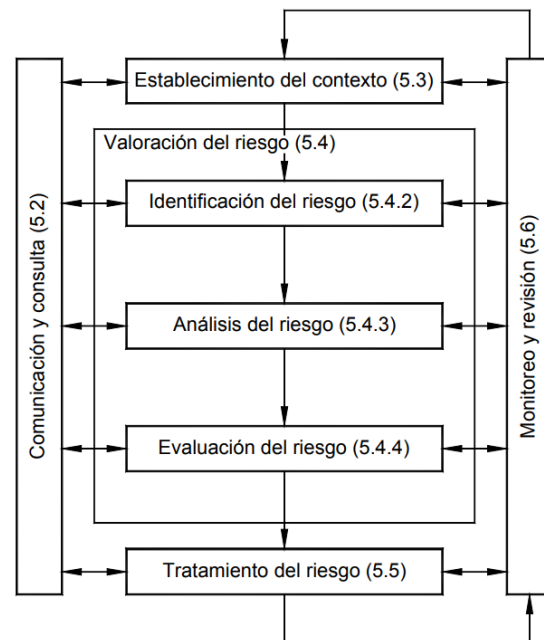 Establecimiento del contexto (5.3)
Valoración del riesgo (5.4)
Identificación del riesgo (5.4.2)
Análisis del riesgo (5.4.3)
Evaluación del riesgo (5.4.4)
Tratamiento del riesgo (5.5)
Comunicación y consulta (5.2)
Monitoreo y revisión (5.6)